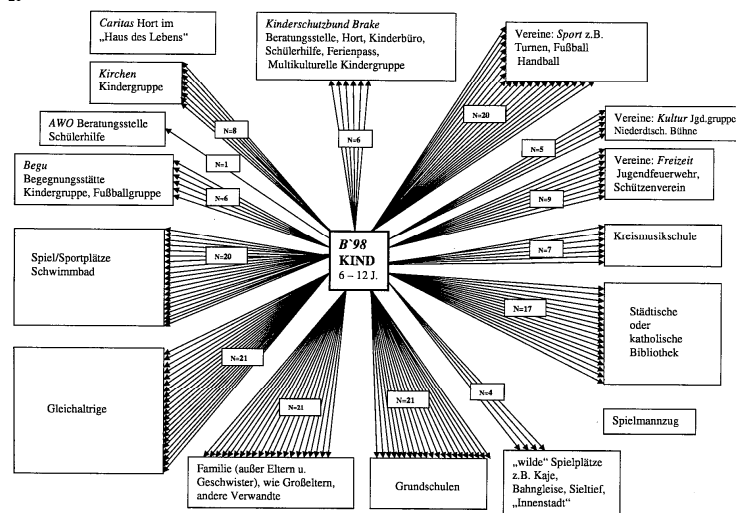 Caritas Hort im
„Haus des Lebens"
Kinderschutzbund Brake
Beratungsstelle, Hort, Kinderbüro,
Schülerhilfe, Ferienpass,
Multikulturelle Kindergruppe
Vereine: Sport z.B.
Turnen, Fußball
Handball
Kirchen
Kindergruppe
AWO Beratungsstelle
Schülerhilfe
Vereine: Kultur Jgd.gruppe
Niederdtsch. Bühne
Begu
Begegnungsstätte
Kindergruppe, Fußballgruppe
Vereine: Freizeit
Jugendfeuerwehr,
Schützenverein
N=8
N=6
N=20
N=5
N=1
N=6
N=9
Spiel/Sportplätze
Schwimmbad
N=20
B`98
KIND
6 – 12 J.
N=7
Kreismusikschule
N=17
Städtische
oder
katholische
Bibliothek
Gleichaltrige
N=21
N=21
N=21
N=4
Spielmannzug
Familie (außer Eltern u.
Geschwister), wie Großeltern,
andere Verwandte
Grundschulen
„wilde" Spielplätze
z.B. Kaje,
Bahngleise, Sieltief,
„Innenstadt"